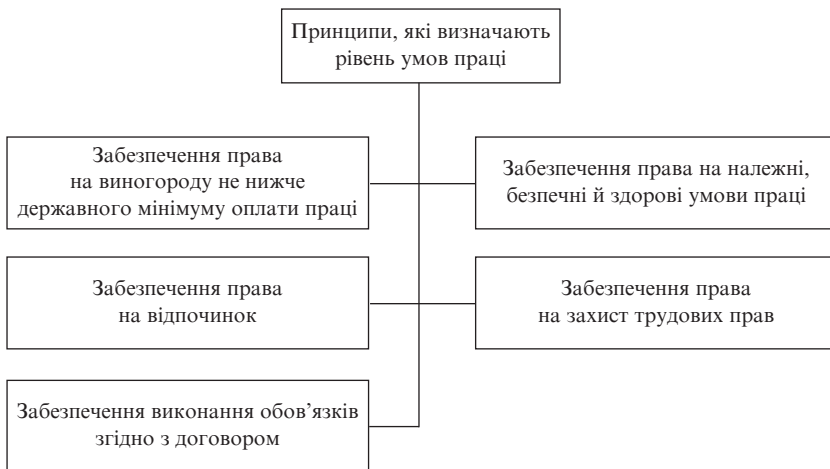 Принципи, які визначають
рівень умов праці
Забезпечення права
на виногороду не нижче
державного мінімуму оплати праці
Забезпечення права на належні,
безпечні й здорові умови праці
Забезпечення права
на відпочинок
Забезпечення права
на захист трудових прав
Забезпечення виконання обов’язків
згідно з договором